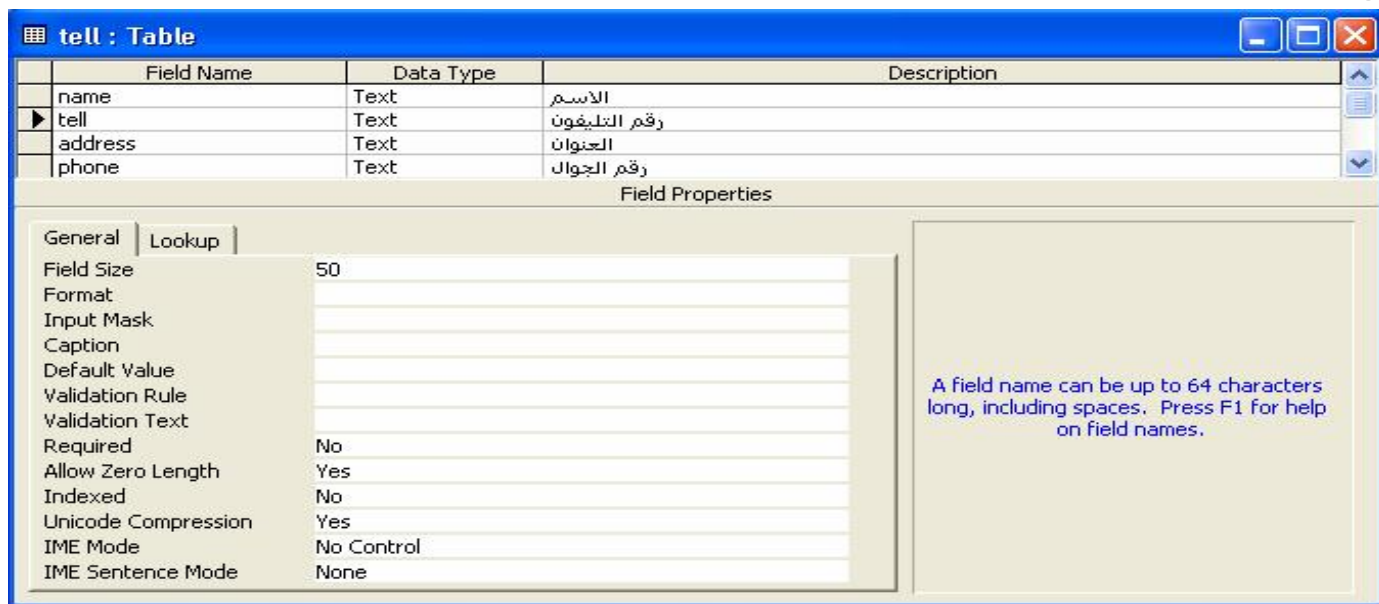 tell : Table
Field Name Data Type Description
name Text الاسم
tell Text رقم التليفون
address Text العنوان
phone Text رقم الجوال
Field Properties
General Lookup
Field Size 50
Format
Input Mask
Caption
Default Value
Validation Rule
Validation Text
Required No
Allow Zero Length Yes
Indexed No
Unicode Compression Yes
IME Mode No Control
IME Sentence Mode None
A field name can be up to 64 characters
long, including spaces. Press F1 for help
on field names.